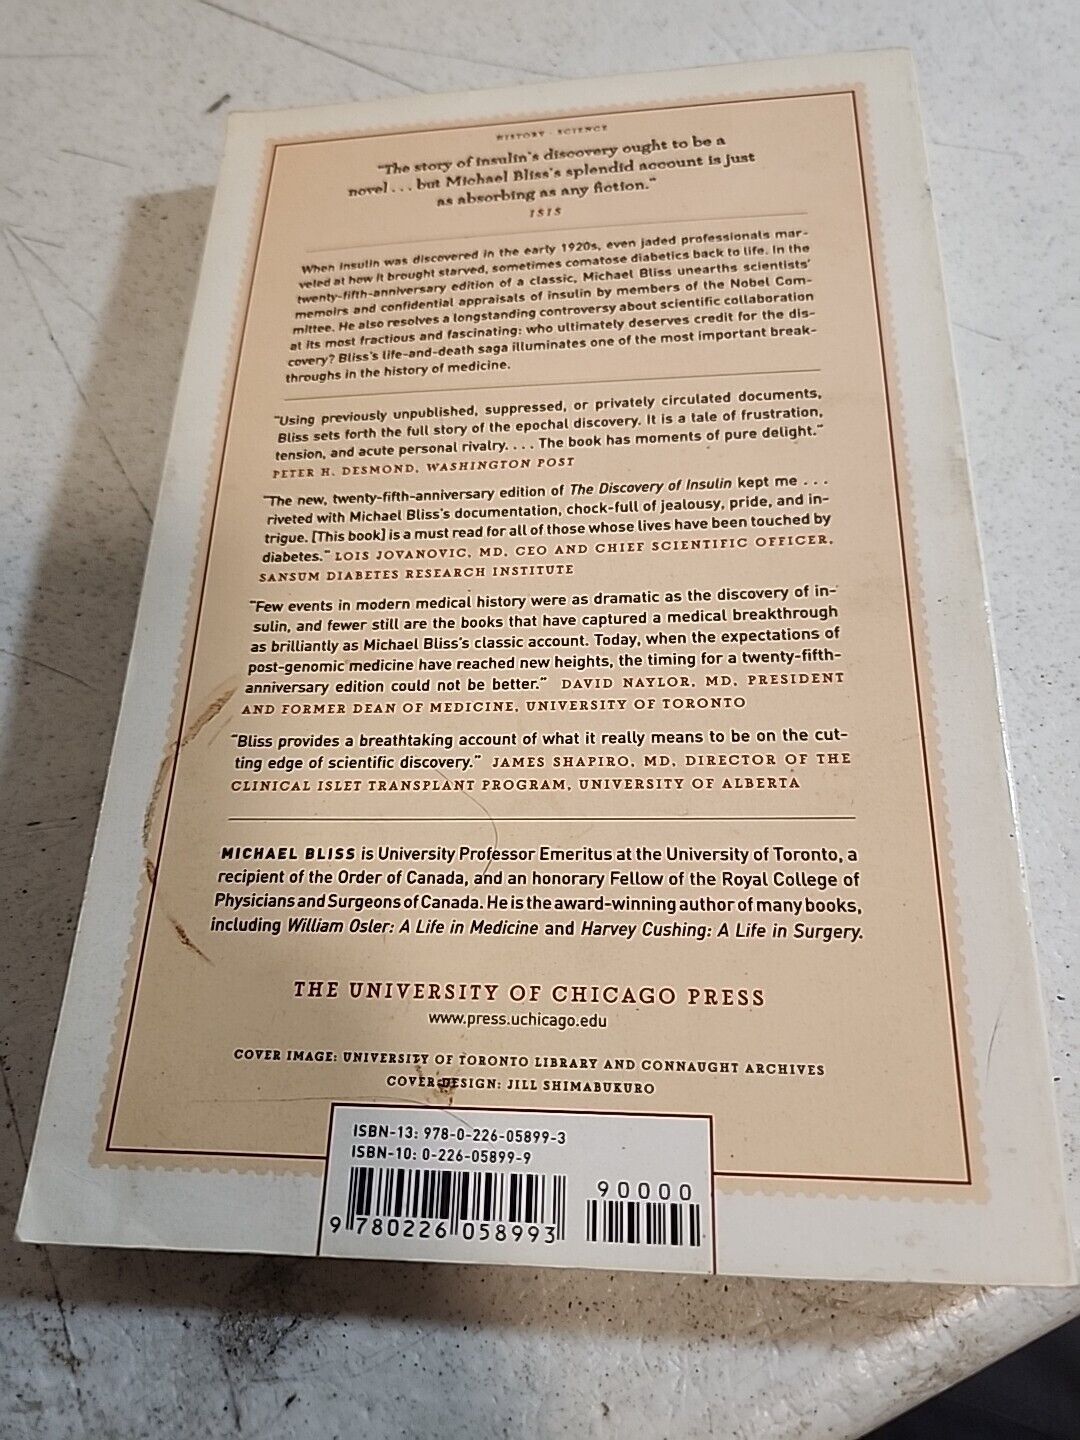 HISTORY · SCIENCE
"The story of insulin's discovery ought to be a
novel . . . but Michael Bliss's splendid account is just
as absorbing as any fiction."
ISIS
When insulin was discovered in the early 1920s, even jaded professionals mar-
veled at how it brought starved, sometimes comatose diabetics back to life. In the
twenty-fifth-anniversary edition of a classic, Michael Bliss unearths scientists'
memoirs and confidential appraisals of insulin by members of the Nobel Com-
mittee. He also resolves a longstanding controversy about scientific collaboration
at its most fractious and fascinating: who ultimately deserves credit for the dis-
covery? Bliss's life-and-death saga illuminates one of the most important break-
throughs in the history of medicine.
"Using previously unpublished, suppressed, or privately circulated documents,
Bliss sets forth the full story of the epochal discovery. It is a tale of frustration,
tension, and acute personal rivalry. . . . The book has moments of pure delight."
PETER H. DESMOND, WASHINGTON POST
"The new, twenty-fifth-anniversary edition of The Discovery of Insulin kept me . . .
riveted with Michael Bliss's documentation, chock-full of jealousy, pride, and in-
trigue. [This book] is a must read for all of those whose lives have been touched by
diabetes." LOIS JOVANOVIC, MD, CEO AND CHIEF SCIENTIFIC OFFICER,
SANSUM DIABETES RESEARCH INSTITUTE
"Few events in modern medical history were as dramatic as the discovery of in-
sulin, and fewer still are the books that have captured a medical breakthrough
as brilliantly as Michael Bliss's classic account. Today, when the expectations of
post-genomic medicine have reached new heights, the timing for a twenty-fifth-
anniversary edition could not be better." DAVID NAYLOR, MD, PRESIDENT
AND FORMER DEAN OF MEDICINE, UNIVERSITY OF TORONTO
"Bliss provides a breathtaking account of what it really means to be on the cut-
ting edge of scientific discovery." JAMES SHAPIRO, MD, DIRECTOR OF THE
CLINICAL ISLET TRANSPLANT PROGRAM, UNIVERSITY OF ALBERTA
MICHAEL BLISS is University Professor Emeritus at the University of Toronto, a
recipient of the Order of Canada, and an honorary Fellow of the Royal College of
Physicians and Surgeons of Canada. He is the award-winning author of many books,
including William Osler: A Life in Medicine and Harvey Cushing: A Life in Surgery.
THE UNIVERSITY OF CHICAGO PRESS
www.press.uchicago.edu
COVER IMAGE: UNIVERSITY OF TORONTO LIBRARY AND CONNAUGHT ARCHIVES
COVER DESIGN: JILL SHIMABUKURO
ISBN-13: 978-0-226-05899-3
ISBN-10: 0-226-05899-9
90000
9 780226 058993